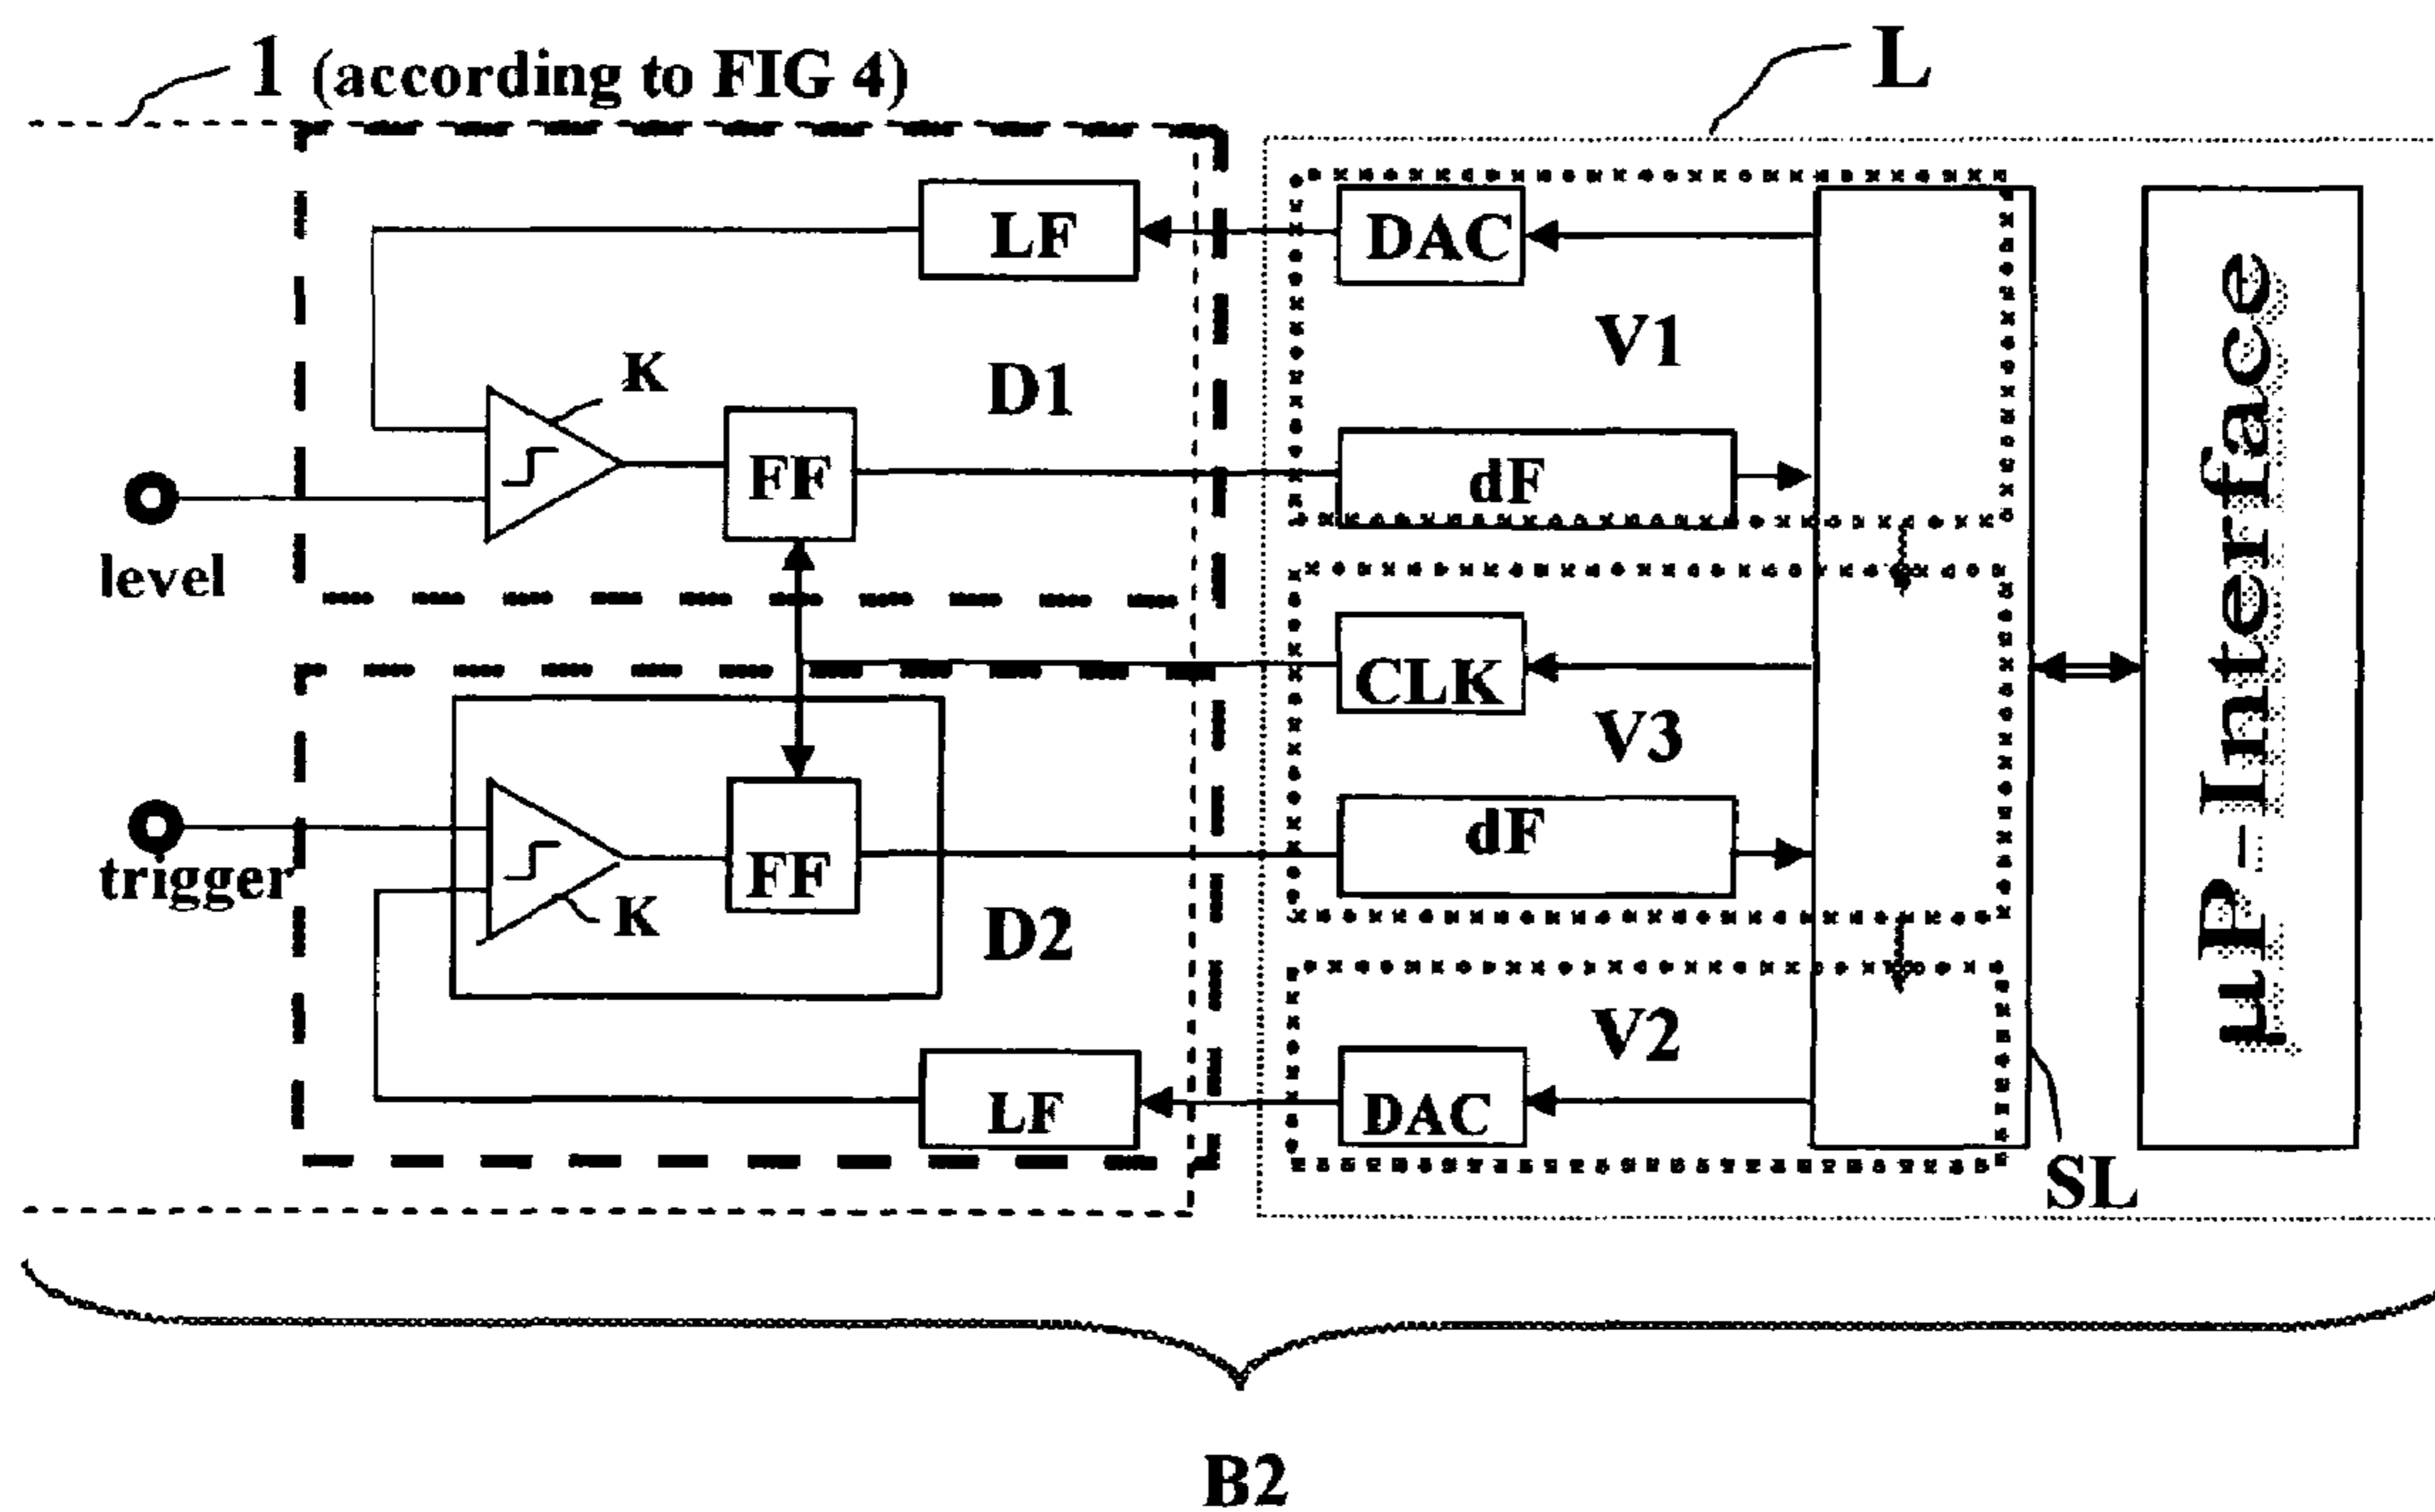 1 (according to FIG 4)
L
LF
DAC
V1
K
D1
FF
dF
level
CLK
V3
trigger
FF
dF
K
D2
V2
LF
DAC
SL
µP-Interface
B2